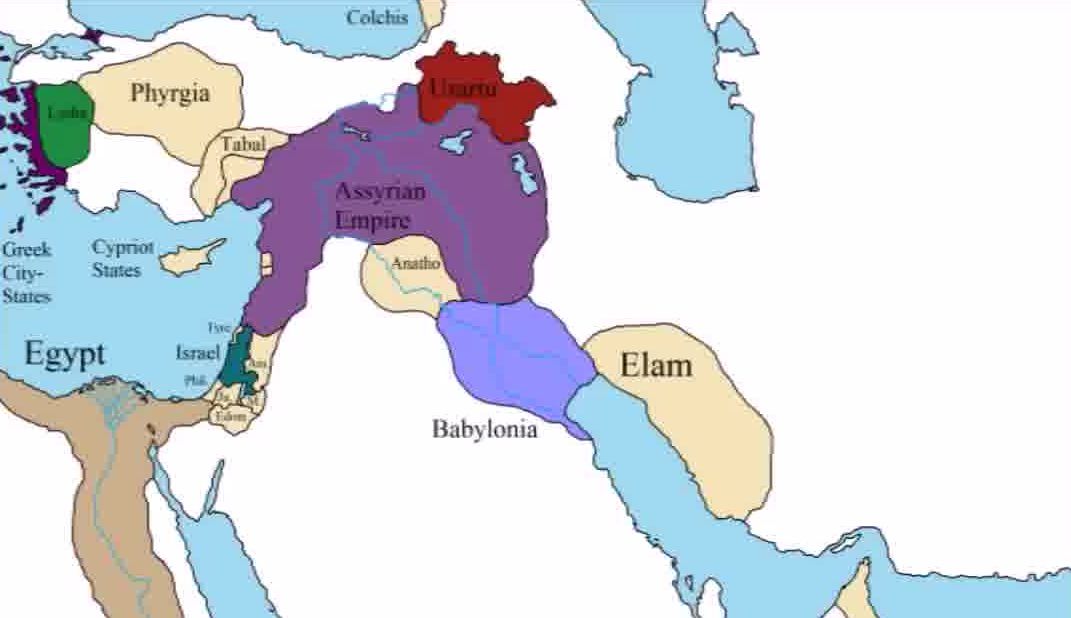 Colchis
Phyrgia
Urartu
Lydia
Tabal
Assyrian
Empire
Greek
City-
States
Cypriot
States
Anatho
Tyre
Israel
Egypt
Am.
Elam
Phil.
Ju.
M.
Edom
Babylonia